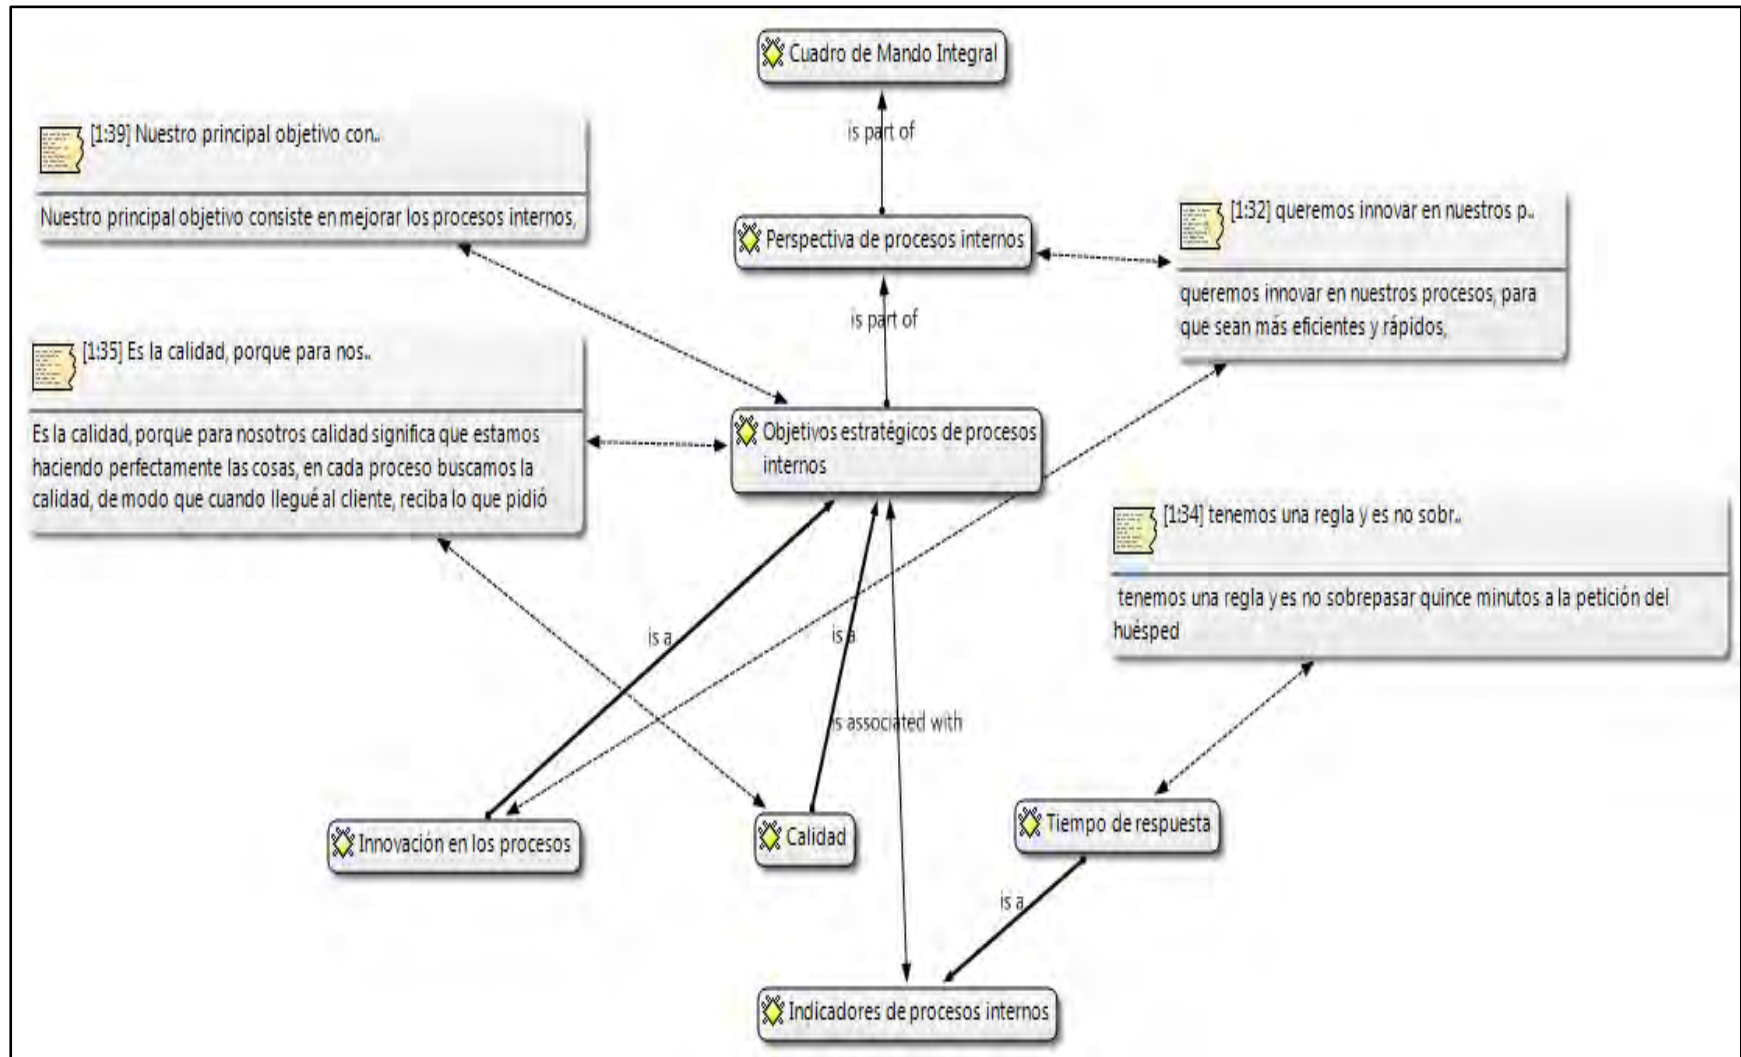 Cuadro de Mando Integral
is part of
[1:39] Nuestro principal objetivo con..
Nuestro principal objetivo consiste en mejorar los procesos internos,
Perspectiva de procesos internos
[1:32] queremos innovar en nuestros p..
queremos innovar en nuestros procesos, para
que sean más eficientes y rápidos,
is part of
[1:35] Es la calidad, porque para nos..
Es la calidad, porque para nosotros calidad significa que estamos
haciendo perfectamente las cosas, en cada proceso buscamos la
calidad, de modo que cuando llegué al cliente, reciba lo que pidió
Objetivos estratégicos de procesos
internos
[1:34] tenemos una regla y es no sobr..
tenemos una regla y es no sobrepasar quince minutos a la petición del
huésped
is a
is a
is associated with
Innovación en los procesos
Calidad
Tiempo de respuesta
is a
Indicadores de procesos internos